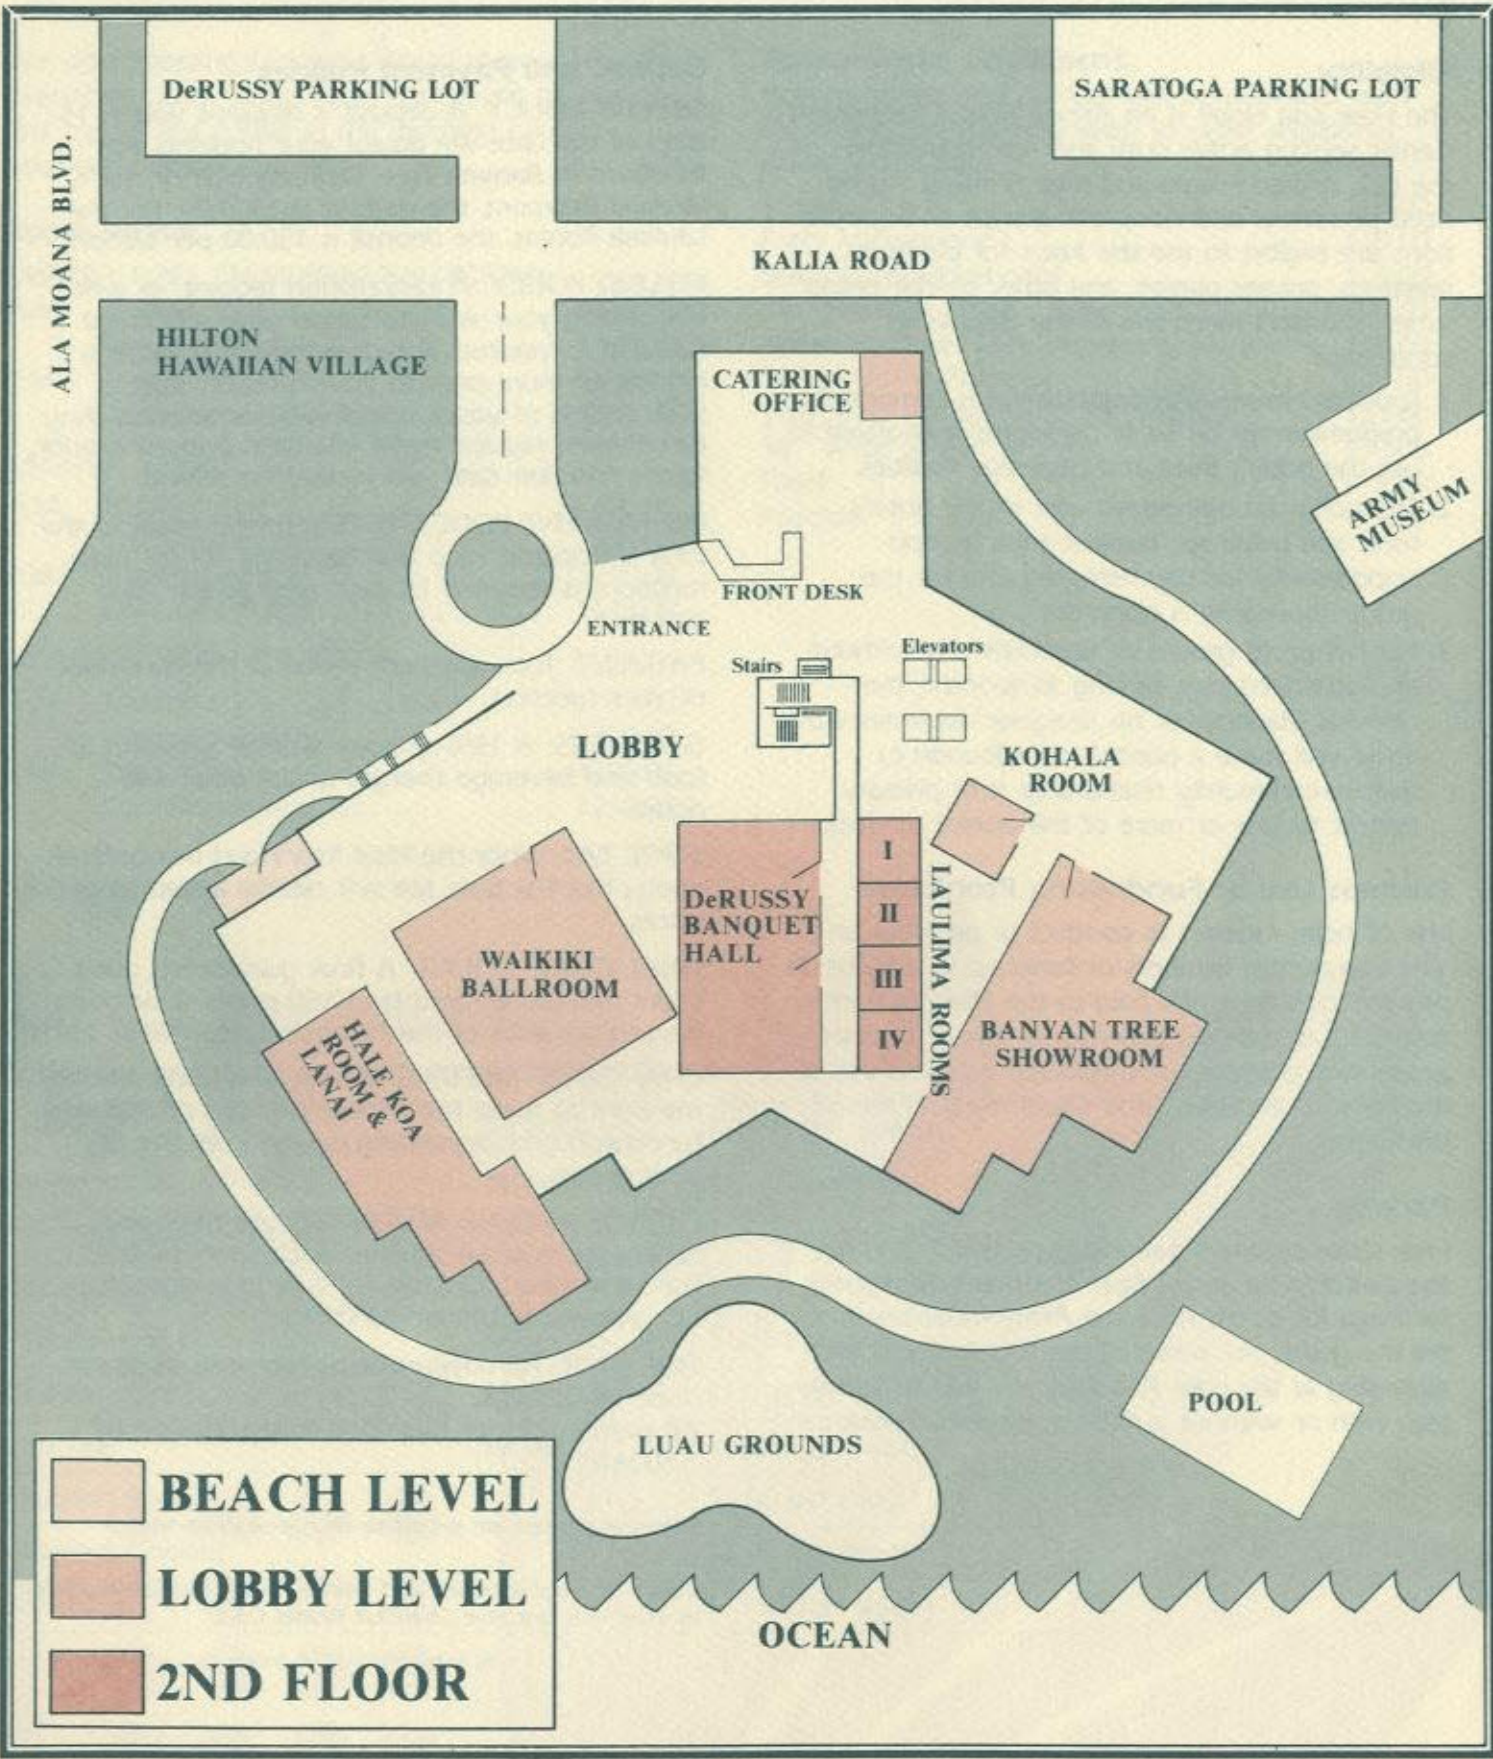 DeRUSSY PARKING LOT
SARATOGA PARKING LOT
ALA MOANA BLVD.
KALIA ROAD
HILTON
HAWAIIAN VILLAGE
CATERING
OFFICE
ARMY
MUSEUM
FRONT DESK
ENTRANCE
Stairs
Elevators
LOBBY
KOHALA
ROOM
I
II
III
IV
LAULIMA ROOMS
DeRUSSY
BANQUET
HALL
WAIKIKI
BALLROOM
BANYAN TREE
SHOWROOM
HALE KOA
ROOM &
LANAI
POOL
LUAU GROUNDS
BEACH LEVEL
LOBBY LEVEL
2ND FLOOR
OCEAN